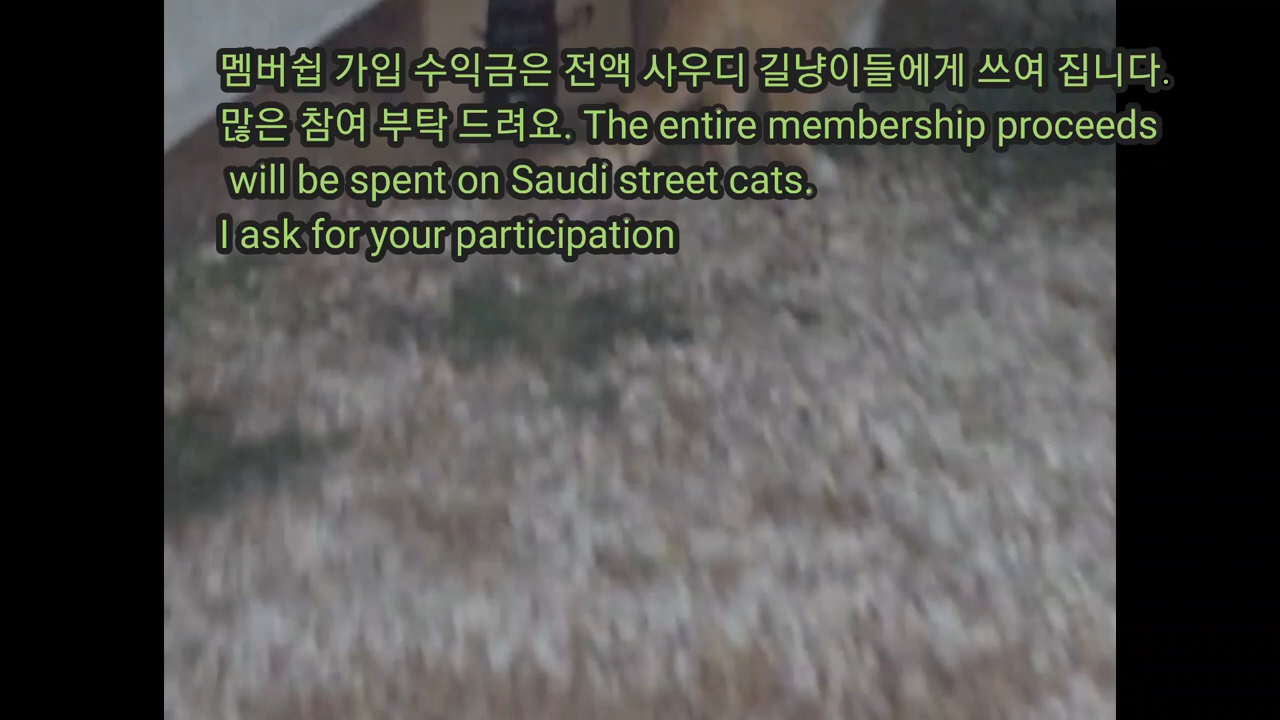 멤버쉽 가입 수익금은 전액 사우디 길냥이들에게 쓰여 집니다.
많은 참여 부탁 드려요. The entire membership proceeds
will be spent on Saudi street cats.
I ask for your participation